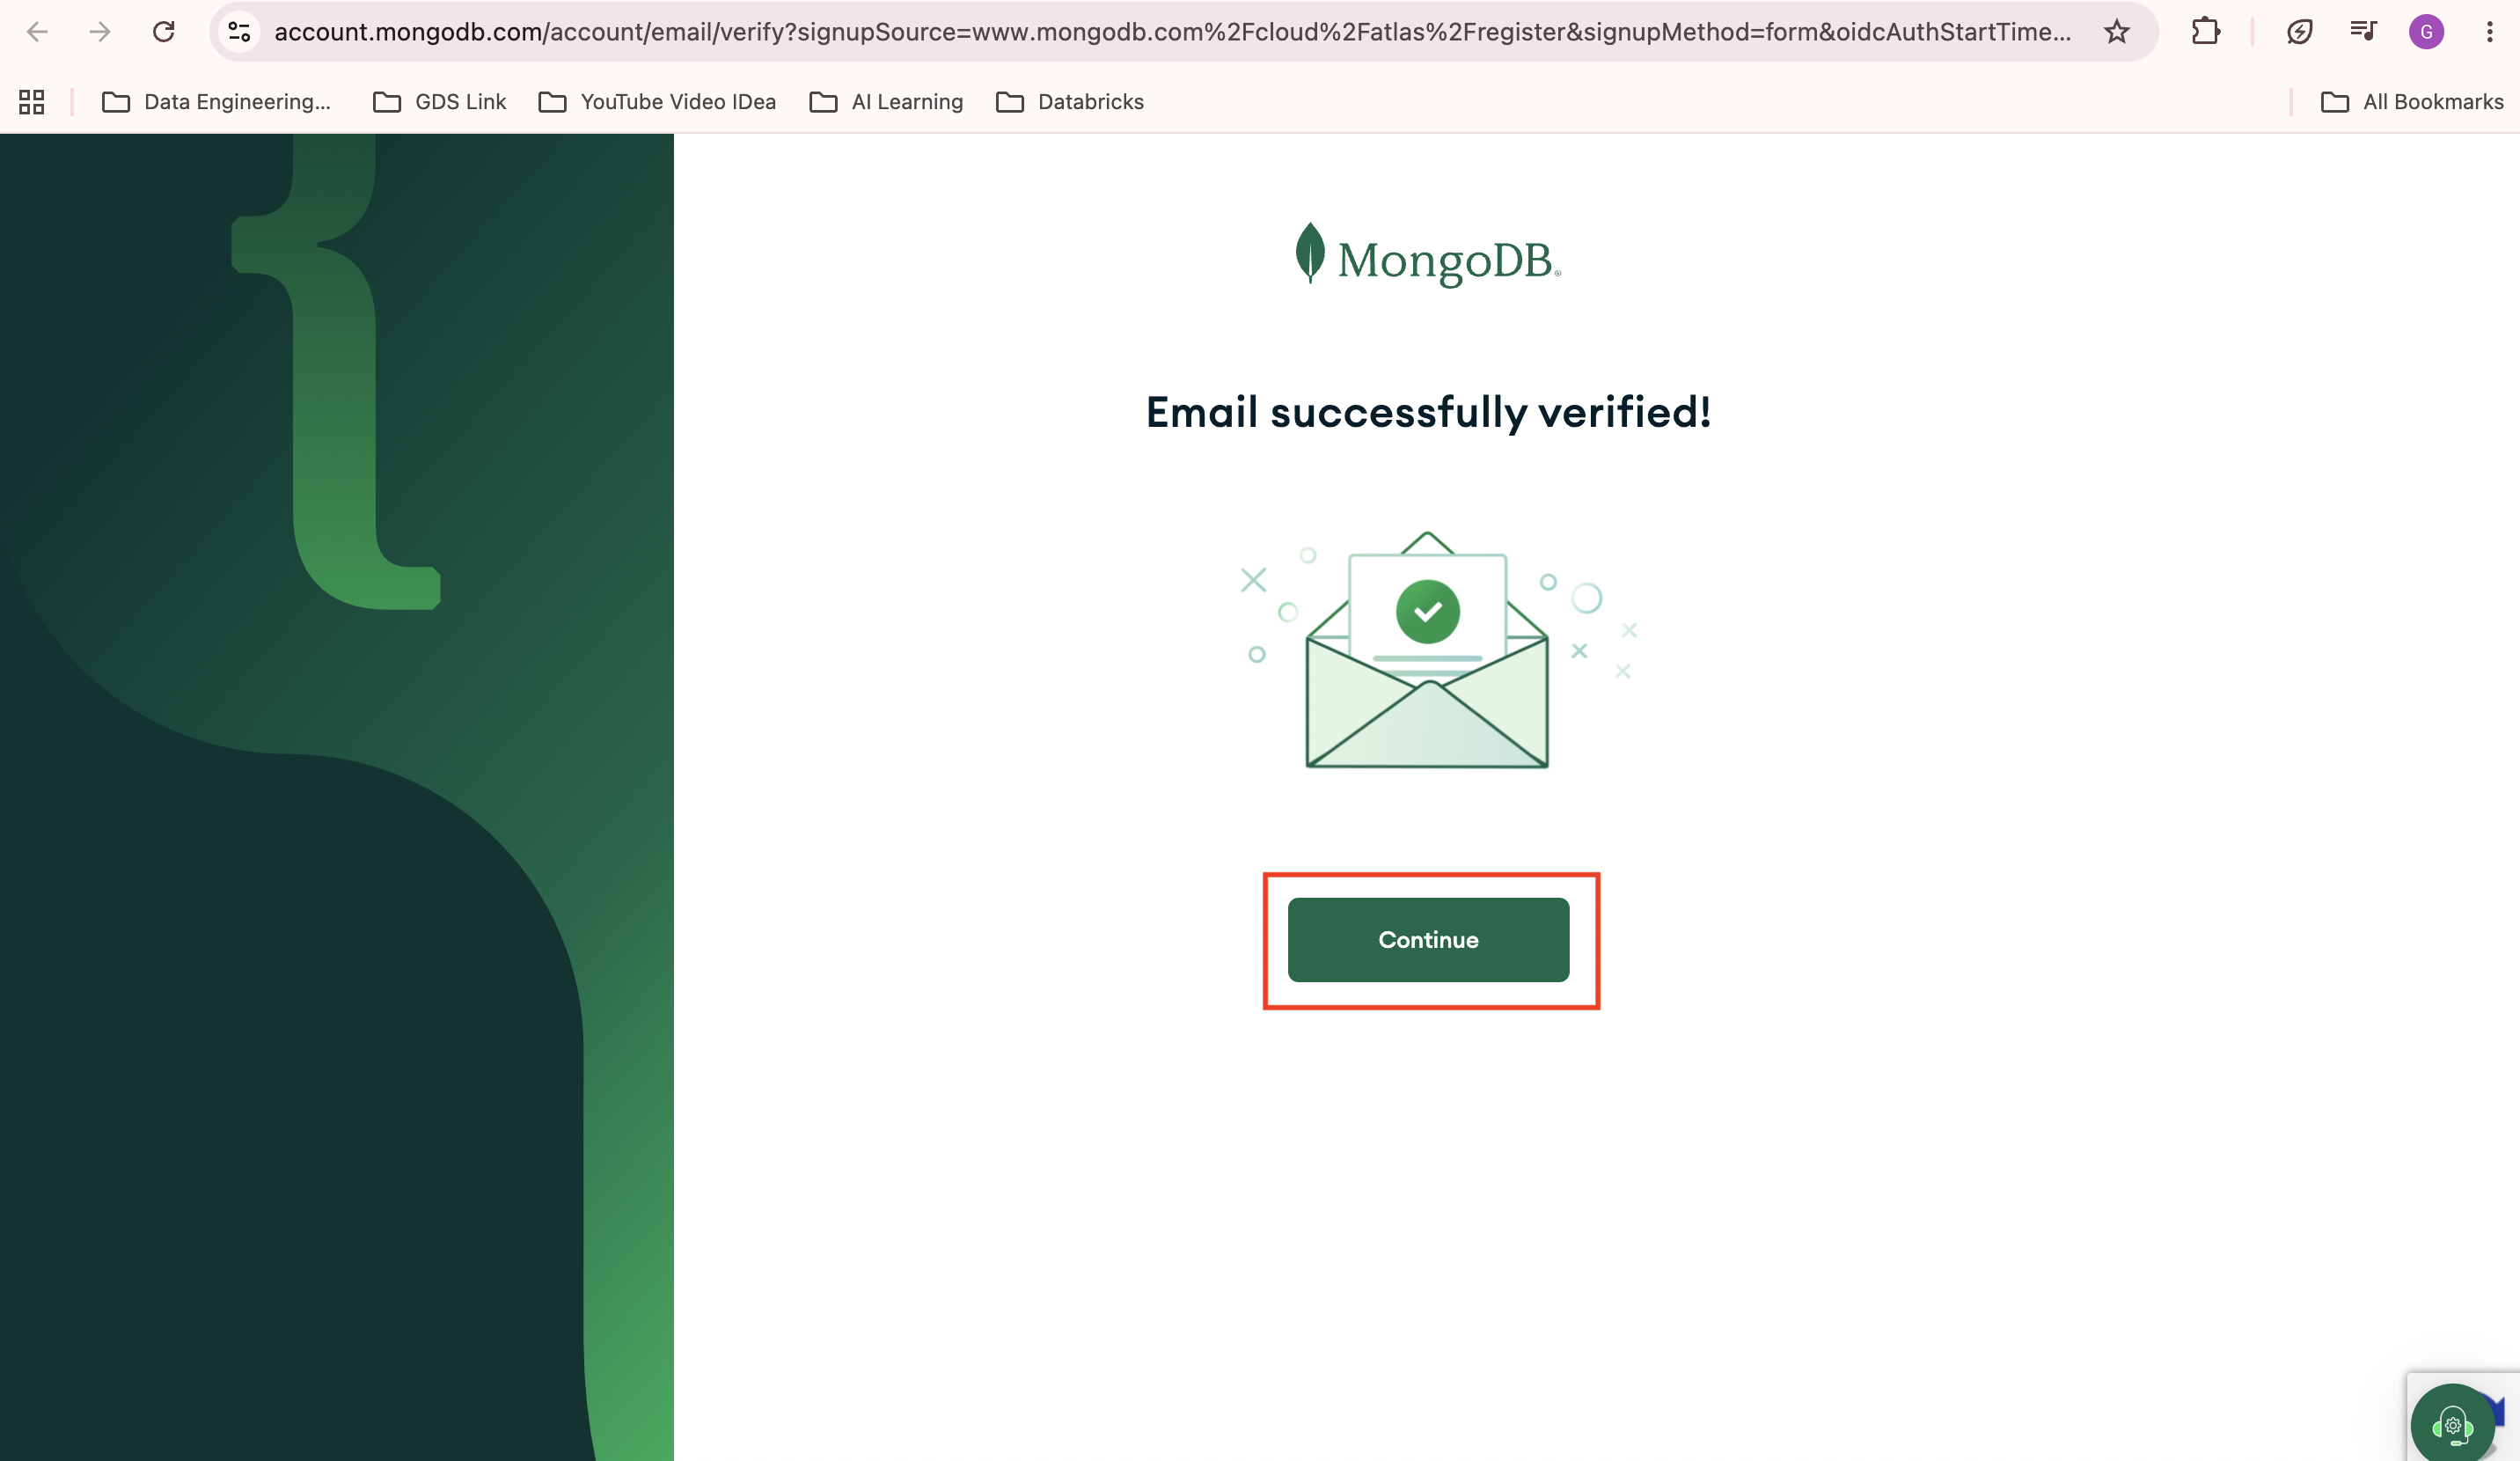 account.mongodb.com/account/email/verify?signupSource=www.mongodb.com%2Fcloud%2Fatlas%2Fregister&signupMethod=form&oidcAuthStartTime...
G
Data Engineering...
GDS Link
YouTube Video IDea
AI Learning
Databricks
All Bookmarks
MongoDB®
Email successfully verified!
Continue